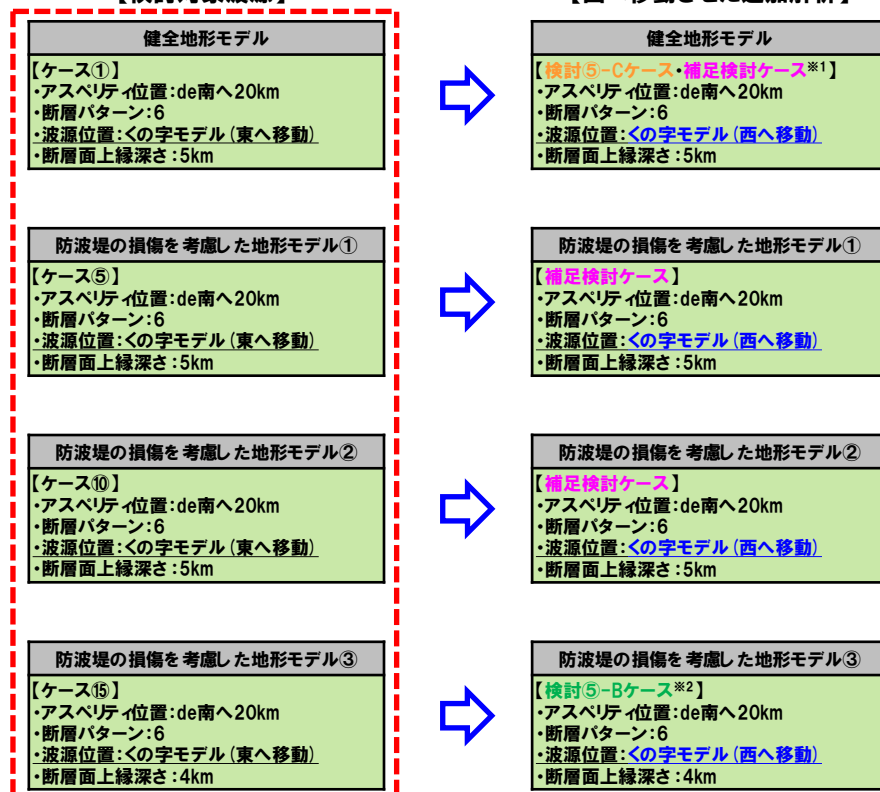 【検討対象波源】
健全地形モデル
【ケース①】
・アスペリティ位置：de南へ20km
・断層パターン：6
・波源位置：くの字モデル（東へ移動）
・断層面上縁深さ：5km
防波堤の損傷を考慮した地形モデル①
【ケース⑤】
・アスペリティ位置：de南へ20km
・断層パターン：6
・波源位置：くの字モデル（東へ移動）
・断層面上縁深さ：5km
防波堤の損傷を考慮した地形モデル②
【ケース⑩】
・アスペリティ位置：de南へ20km
・断層パターン：6
・波源位置：くの字モデル（東へ移動）
・断層面上縁深さ：5km
防波堤の損傷を考慮した地形モデル③
【ケース⑮】
・アスペリティ位置：de南へ20km
・断層パターン：6
・波源位置：くの字モデル（東へ移動）
・断層面上縁深さ：4km
【西へ移動させた追加解析】
健全地形モデル
【検討⑤-Cケース・補足検討ケース※1】
・アスペリティ位置：de南へ20km
・断層パターン：6
・波源位置：くの字モデル（西へ移動）
・断層面上縁深さ：5km
防波堤の損傷を考慮した地形モデル①
【補足検討ケース】
・アスペリティ位置：de南へ20km
・断層パターン：6
・波源位置：くの字モデル（西へ移動）
・断層面上縁深さ：5km
防波堤の損傷を考慮した地形モデル②
【補足検討ケース】
・アスペリティ位置：de南へ20km
・断層パターン：6
・波源位置：くの字モデル（西へ移動）
・断層面上縁深さ：5km
防波堤の損傷を考慮した地形モデル③
【検討⑤-Bケース※2】
・アスペリティ位置：de南へ20km
・断層パターン：6
・波源位置：くの字モデル（西へ移動）
・断層面上縁深さ：4km